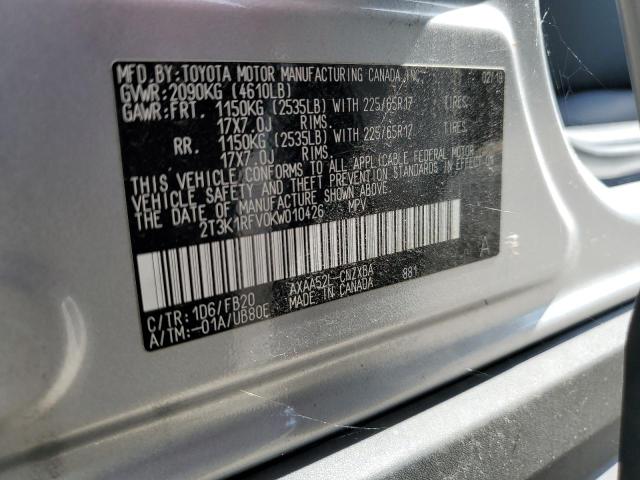 MFD.BY: TOYOTA MOTOR MANUFACTURING CANADA INC. 02/19
GVWR: 2090KG (4610LB)
GAWR: FRT. 1150KG (2535LB) WITH 225/65R17 TIRES,
17X7.0J RIMS.
RR. 1150KG (2535LB) WITH 225/65R17 TIRES,
17X7.0J RIMS.
THIS VEHICLE CONFORMS TO ALL APPLICABLE FEDERAL MOTOR
VEHICLE SAFETY AND THEFT PREVENTION STANDARDS IN EFFECT ON
THE DATE OF MANUFACTURE SHOWN ABOVE.
2T3K1RFV0KW010426 MPV
A
C/TR: 1D6/FB20 AXAA52L-CNZXBA 881
A/TM: -01A/UB80E MADE IN CANADA